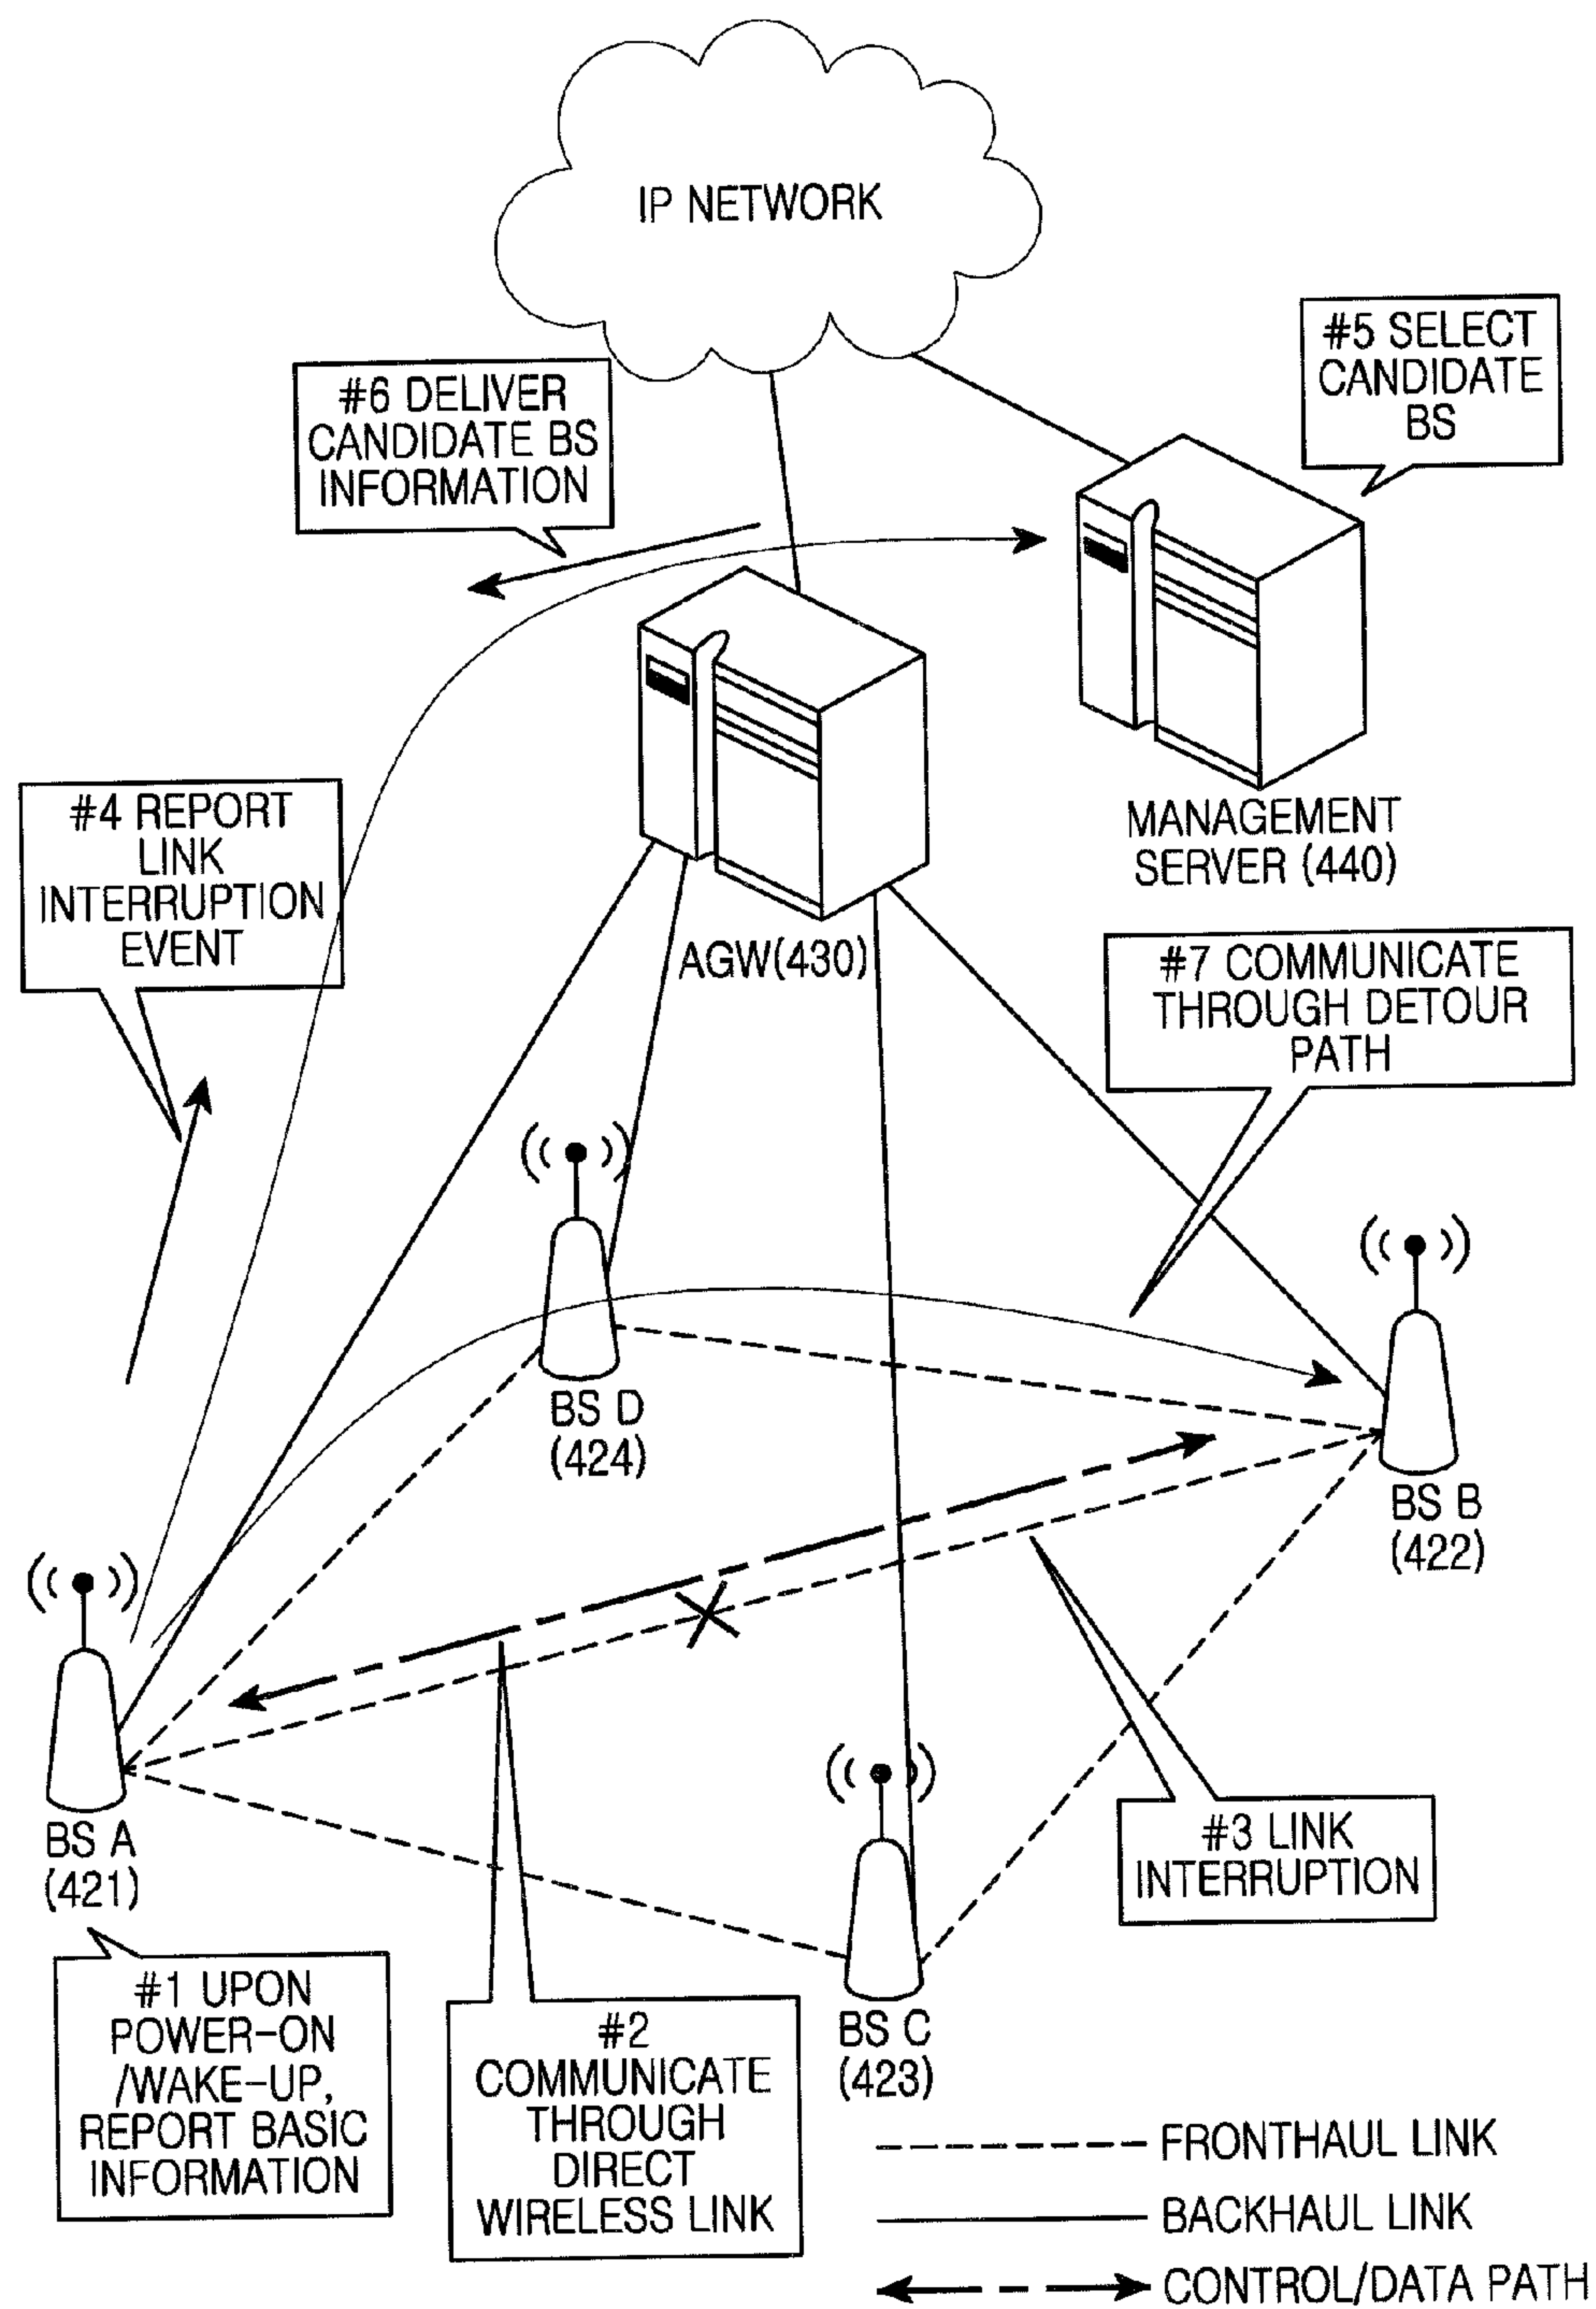 IP NETWORK
#5 SELECT
CANDIDATE
BS
#6 DELIVER
CANDIDATE BS
INFORMATION
MANAGEMENT
SERVER (440)
#4 REPORT
LINK
INTERRUPTION
EVENT
AGW(430)
#7 COMMUNICATE
THROUGH DETOUR
PATH
BS D
(424)
BS B
(422)
BS A
(421)
#3 LINK
INTERRUPTION
#1 UPON
POWER-ON
/WAKE-UP,
REPORT BASIC
INFORMATION
#2
COMMUNICATE
THROUGH
DIRECT
WIRELESS LINK
BS C
(423)
FRONTHAUL LINK
BACKHAUL LINK
CONTROL/DATA PATH